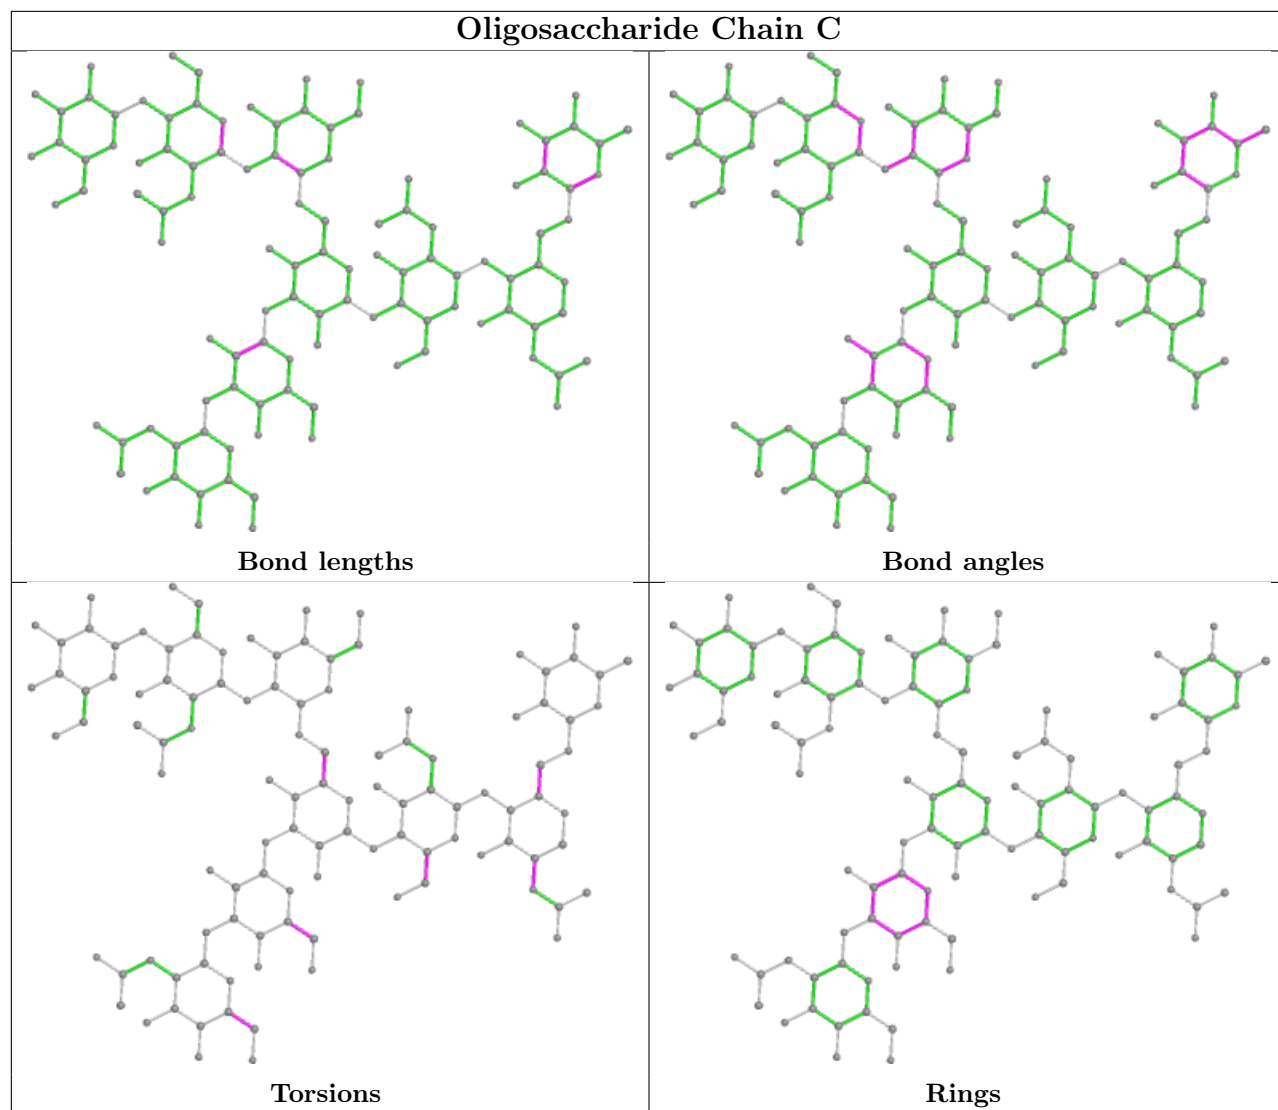 Oligosaccharide Chain C
Bond lengths
Bond angles
Torsions
Rings